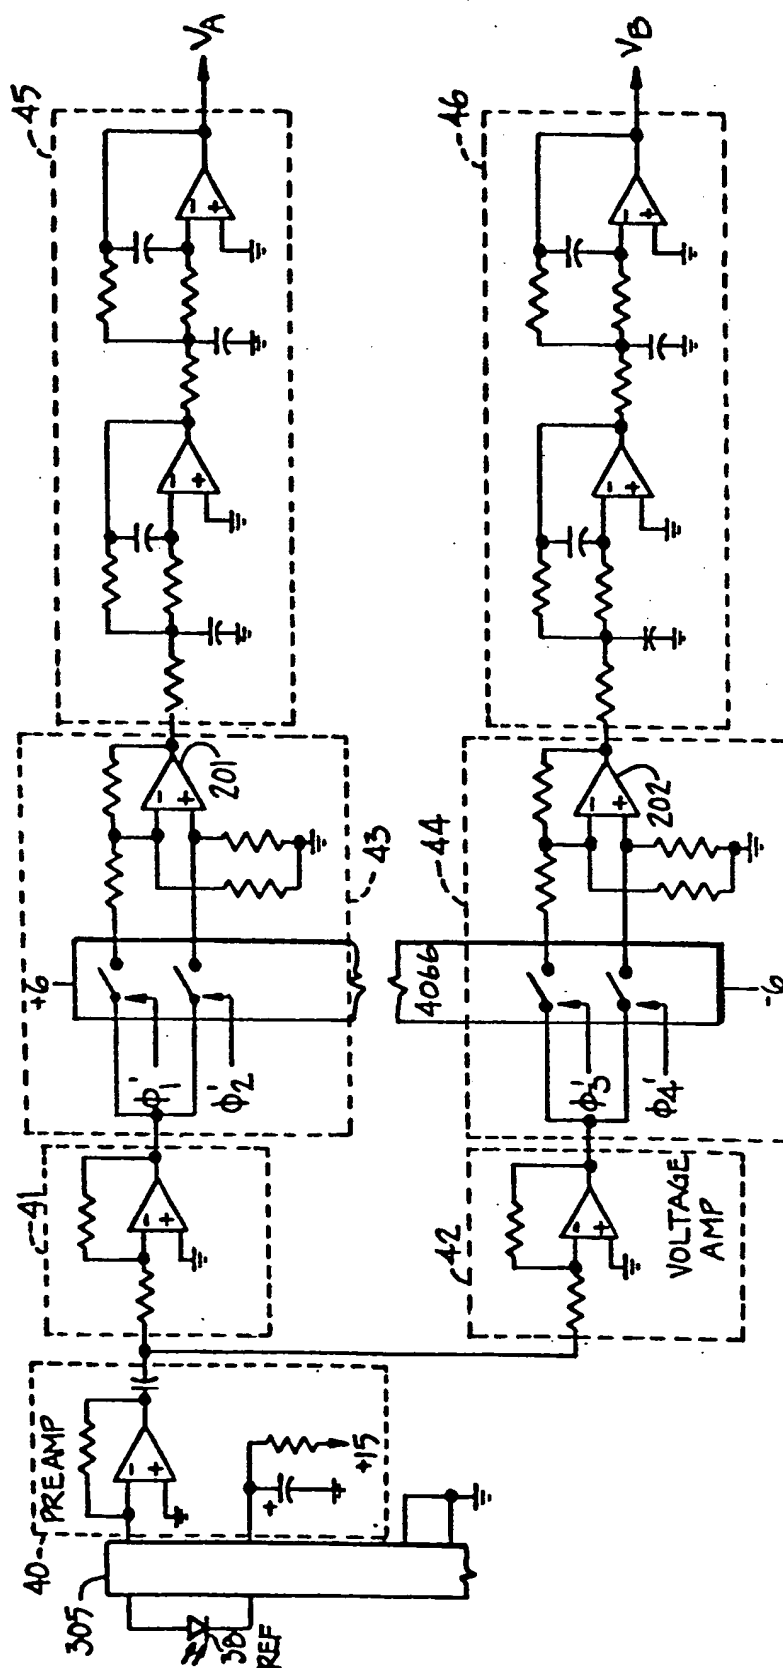 305
38
REF
40
PREAMP
+
+15
- +
41
- +
42
- +
VOLTAGE
AMP
+6
ϕ1'
ϕ2'
- +
201
43
4066
ϕ3'
ϕ4'
-6
- +
202
44
45
- +
- +
VA
46
- +
- +
VB